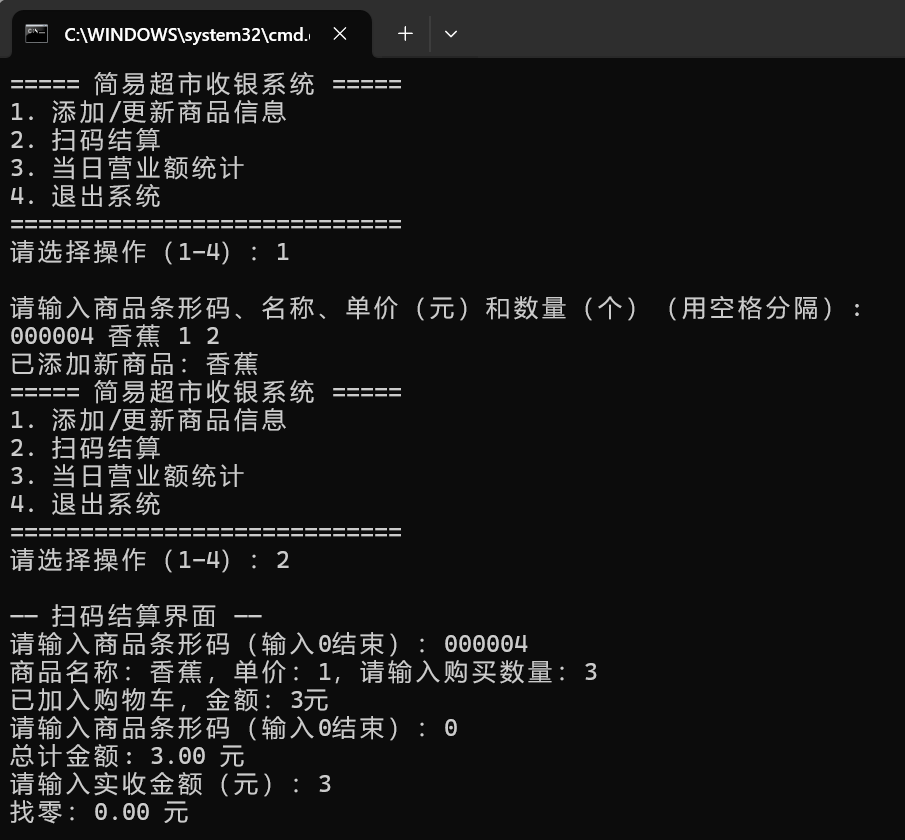 C:\WINDOWS\system32\cmd.
===== 简易超市收银系统 =====
1. 添加/更新商品信息
2. 扫码结算
3. 当日营业额统计
4. 退出系统
============================
请选择操作（1-4）：1
请输入商品条形码、名称、单价（元）和数量（个）（用空格分隔）：
000004 香蕉 1 2
已添加新商品：香蕉
===== 简易超市收银系统 =====
1. 添加/更新商品信息
2. 扫码结算
3. 当日营业额统计
4. 退出系统
============================
请选择操作（1-4）：2
—— 扫码结算界面 ——
请输入商品条形码（输入0结束）：000004
商品名称：香蕉，单价：1，请输入购买数量：3
已加入购物车，金额：3元
请输入商品条形码（输入0结束）：0
总计金额：3.00 元
请输入实收金额（元）：3
找零：0.00 元